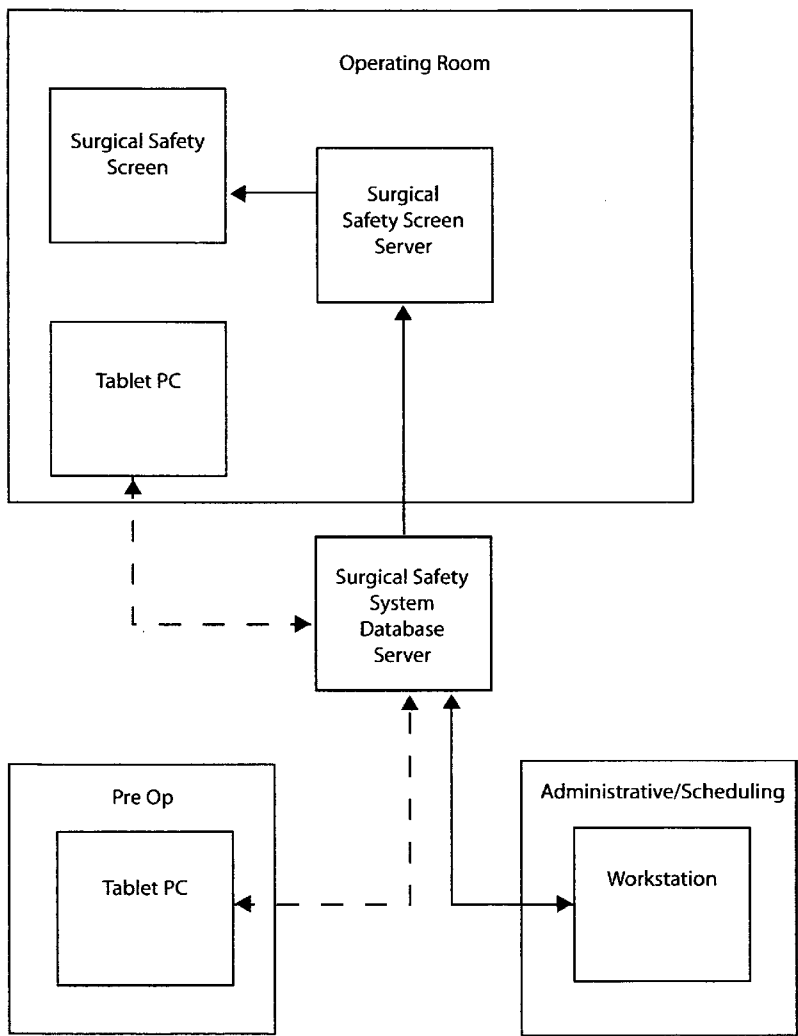 Operating Room
Surgical Safety
Screen
Surgical
Safety Screen
Server
Tablet PC
Surgical Safety
System
Database
Server
Pre Op
Tablet PC
Administrative/Scheduling
Workstation